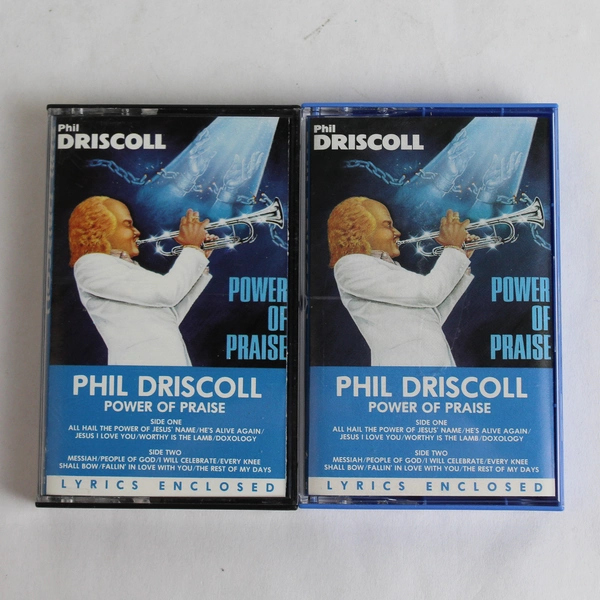 Phil
DRISCOLL
POWER
OF
PRAISE
PHIL DRISCOLL
POWER OF PRAISE
SIDE ONE
ALL HAIL THE POWER OF JESUS' NAME/HE'S ALIVE AGAIN/
JESUS I LOVE YOU/WORTHY IS THE LAMB/DOXOLOGY
SIDE TWO
MESSIAH/PEOPLE OF GOD/I WILL CELEBRATE/EVERY KNEE
SHALL BOW/FALLIN' IN LOVE WITH YOU/THE REST OF MY DAYS
LYRICS ENCLOSED
Phil
DRISCOLL
POWER
OF
PRAISE
PHIL DRISCOLL
POWER OF PRAISE
SIDE ONE
ALL HAIL THE POWER OF JESUS' NAME/HE'S ALIVE AGAIN/
JESUS I LOVE YOU/WORTHY IS THE LAMB/DOXOLOGY
SIDE TWO
MESSIAH/PEOPLE OF GOD/I WILL CELEBRATE/EVERY KNEE
SHALL BOW/FALLIN' IN LOVE WITH YOU/THE REST OF MY DAYS
LYRICS ENCLOSED